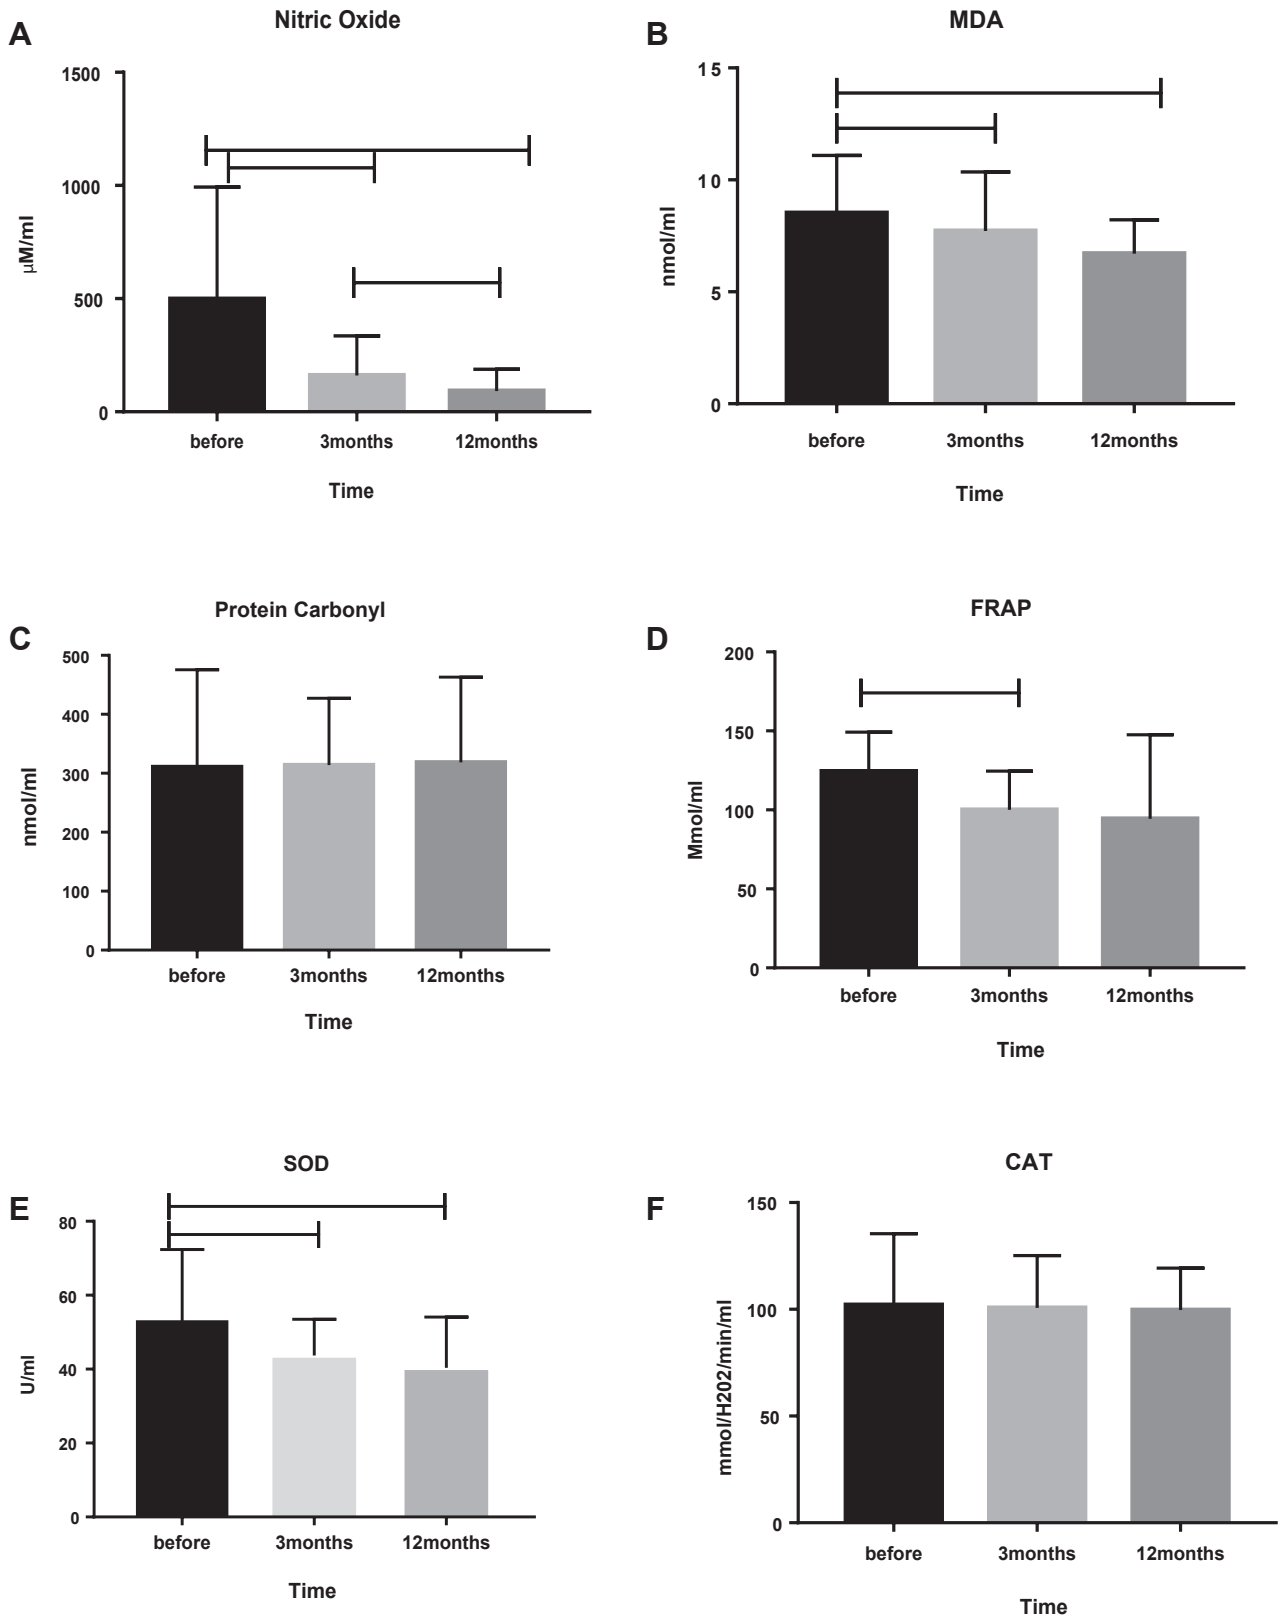 A
Nitric Oxide
1500
1000
500
0
μM/ml
before 3months 12months
Time
B
MDA
15
10
5
0
nmol/ml
before 3months 12months
Time
C
Protein Carbonyl
500
400
300
200
100
0
nmol/ml
before 3months 12months
Time
D
FRAP
200
150
100
50
0
Mmol/ml
before 3months 12months
Time
E
SOD
80
60
40
20
0
U/ml
before 3months 12months
Time
F
CAT
150
100
50
0
mmol/H202/min/ml
before 3months 12months
Time